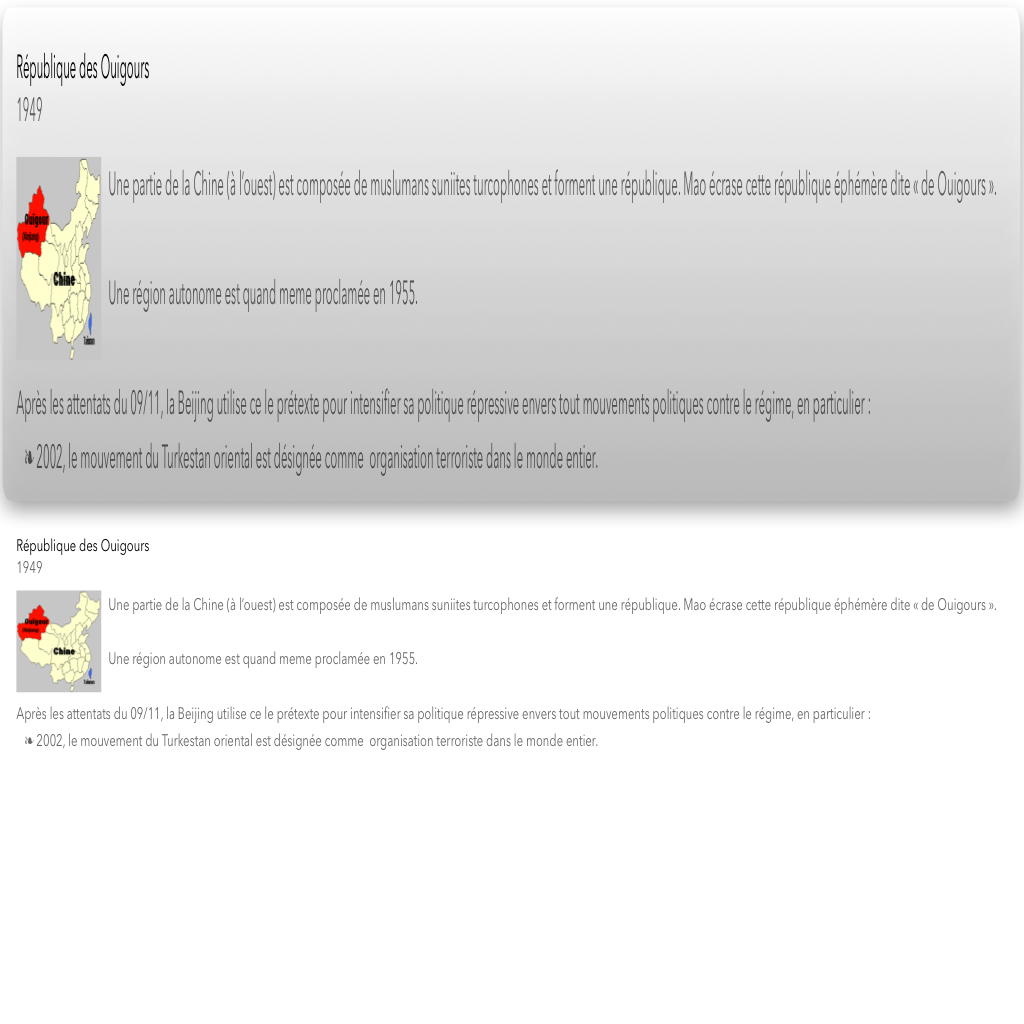 République des Ouigours
1949
Ouigour
(Xinjiang)
Chine
Taïwan
Une partie de la Chine (à l’ouest) est composée de muslumans suniites turcophones et forment une république. Mao écrase cette république éphémère dite « de Ouigours ».
Une région autonome est quand meme proclamée en 1955.
Après les attentats du 09/11, la Beijing utilise ce le prétexte pour intensifier sa politique répressive envers tout mouvements politiques contre le régime, en particulier :
❧ 2002, le mouvement du Turkestan oriental est désignée comme  organisation terroriste dans le monde entier.
République des Ouigours
1949
Ouigour
(Xinjiang)
Chine
Taïwan
Une partie de la Chine (à l’ouest) est composée de muslumans suniites turcophones et forment une république. Mao écrase cette république éphémère dite « de Ouigours ».
Une région autonome est quand meme proclamée en 1955.
Après les attentats du 09/11, la Beijing utilise ce le prétexte pour intensifier sa politique répressive envers tout mouvements politiques contre le régime, en particulier :
❧ 2002, le mouvement du Turkestan oriental est désignée comme  organisation terroriste dans le monde entier.